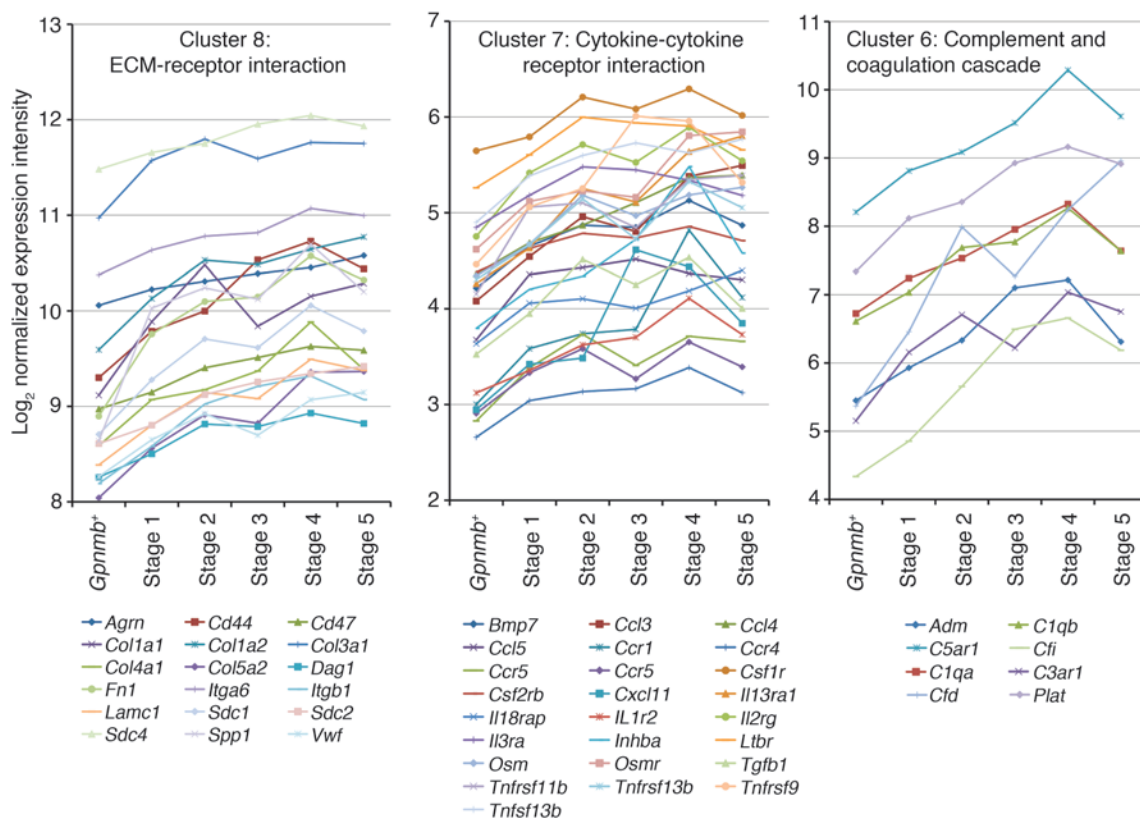 Cluster 8:
ECM-receptor interaction
Log2 normalized expression intensity
13
12
11
10
9
8
Gpnmb+
Stage 1
Stage 2
Stage 3
Stage 4
Stage 5
Agrn Cd44 Cd47
Col1a1 Col1a2 Col3a1
Col4a1 Col5a2 Dag1
Fn1 Itga6 Itgb1
Lamc1 Sdc1 Sdc2
Sdc4 Spp1 Vwf
Cluster 7: Cytokine-cytokine
receptor interaction
7
6
5
4
3
2
Gpnmb+
Stage 1
Stage 2
Stage 3
Stage 4
Stage 5
Bmp7 Ccl3 Ccl4
Ccl5 Ccr1 Ccr4
Ccr5 Ccr5 Csf1r
Csf2rb Cxcl11 Il13ra1
Il18rap IL1r2 Il2rg
Il3ra Inhba Ltbr
Osm Osmr Tgfb1
Tnfrsf11b Tnfrsf13b Tnfrsf9
Tnfsf13b
Cluster 6: Complement and
coagulation cascade
11
10
9
8
7
6
5
4
Gpnmb+
Stage 1
Stage 2
Stage 3
Stage 4
Stage 5
Adm C1qb
C5ar1 Cfi
C1qa C3ar1
Cfd Plat